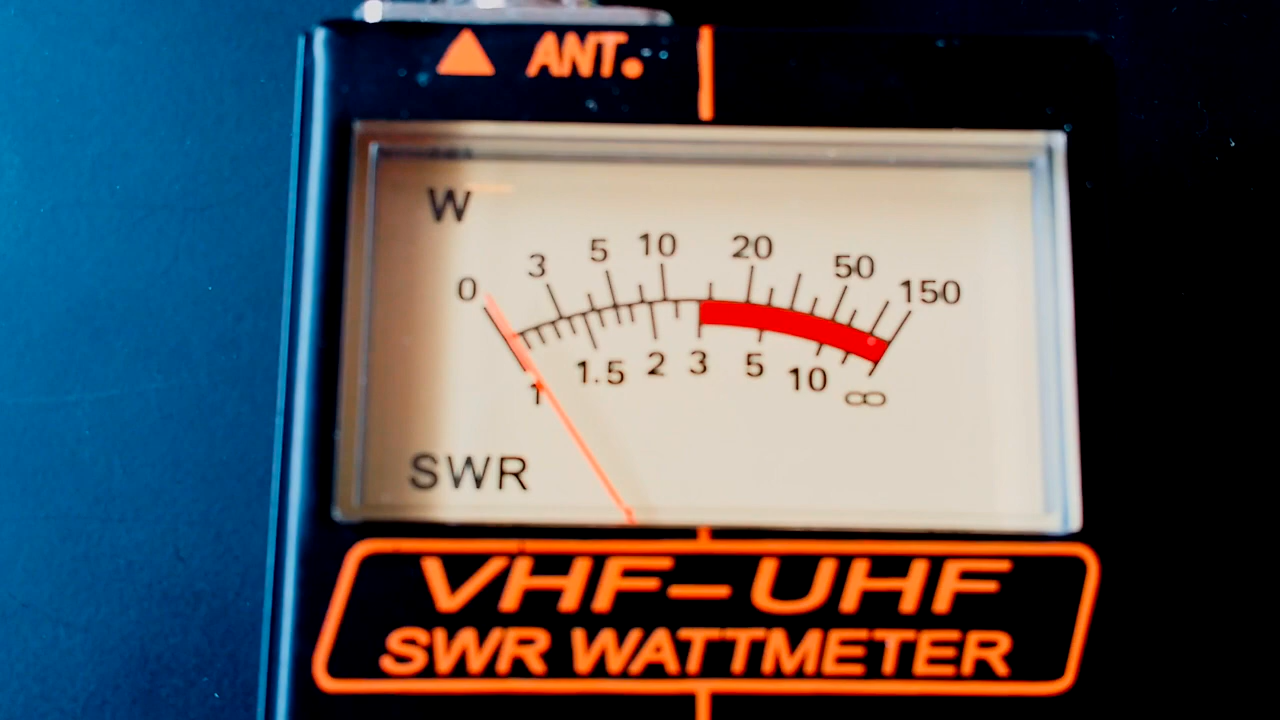 ▲ ANT.
W
0 3 5 10 20 50 150
1 1.5 2 3 5 10 ∞
SWR
VHF-UHF
SWR WATTMETER